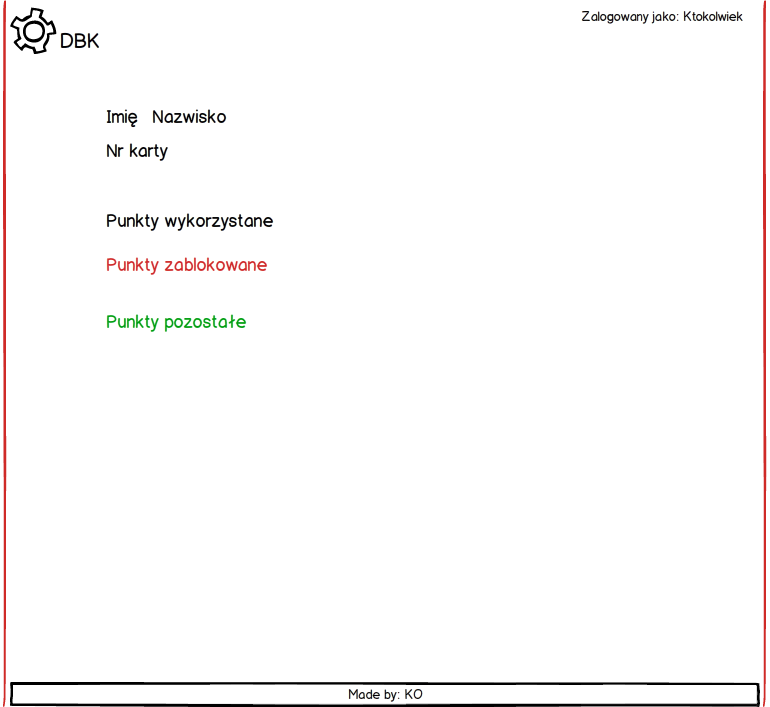 Zalogowany jako: Ktokolwiek
DBK
Imię Nazwisko
Nr karty
Punkty wykorzystane
Punkty zablokowane
Punkty pozostałe
Made by: KO